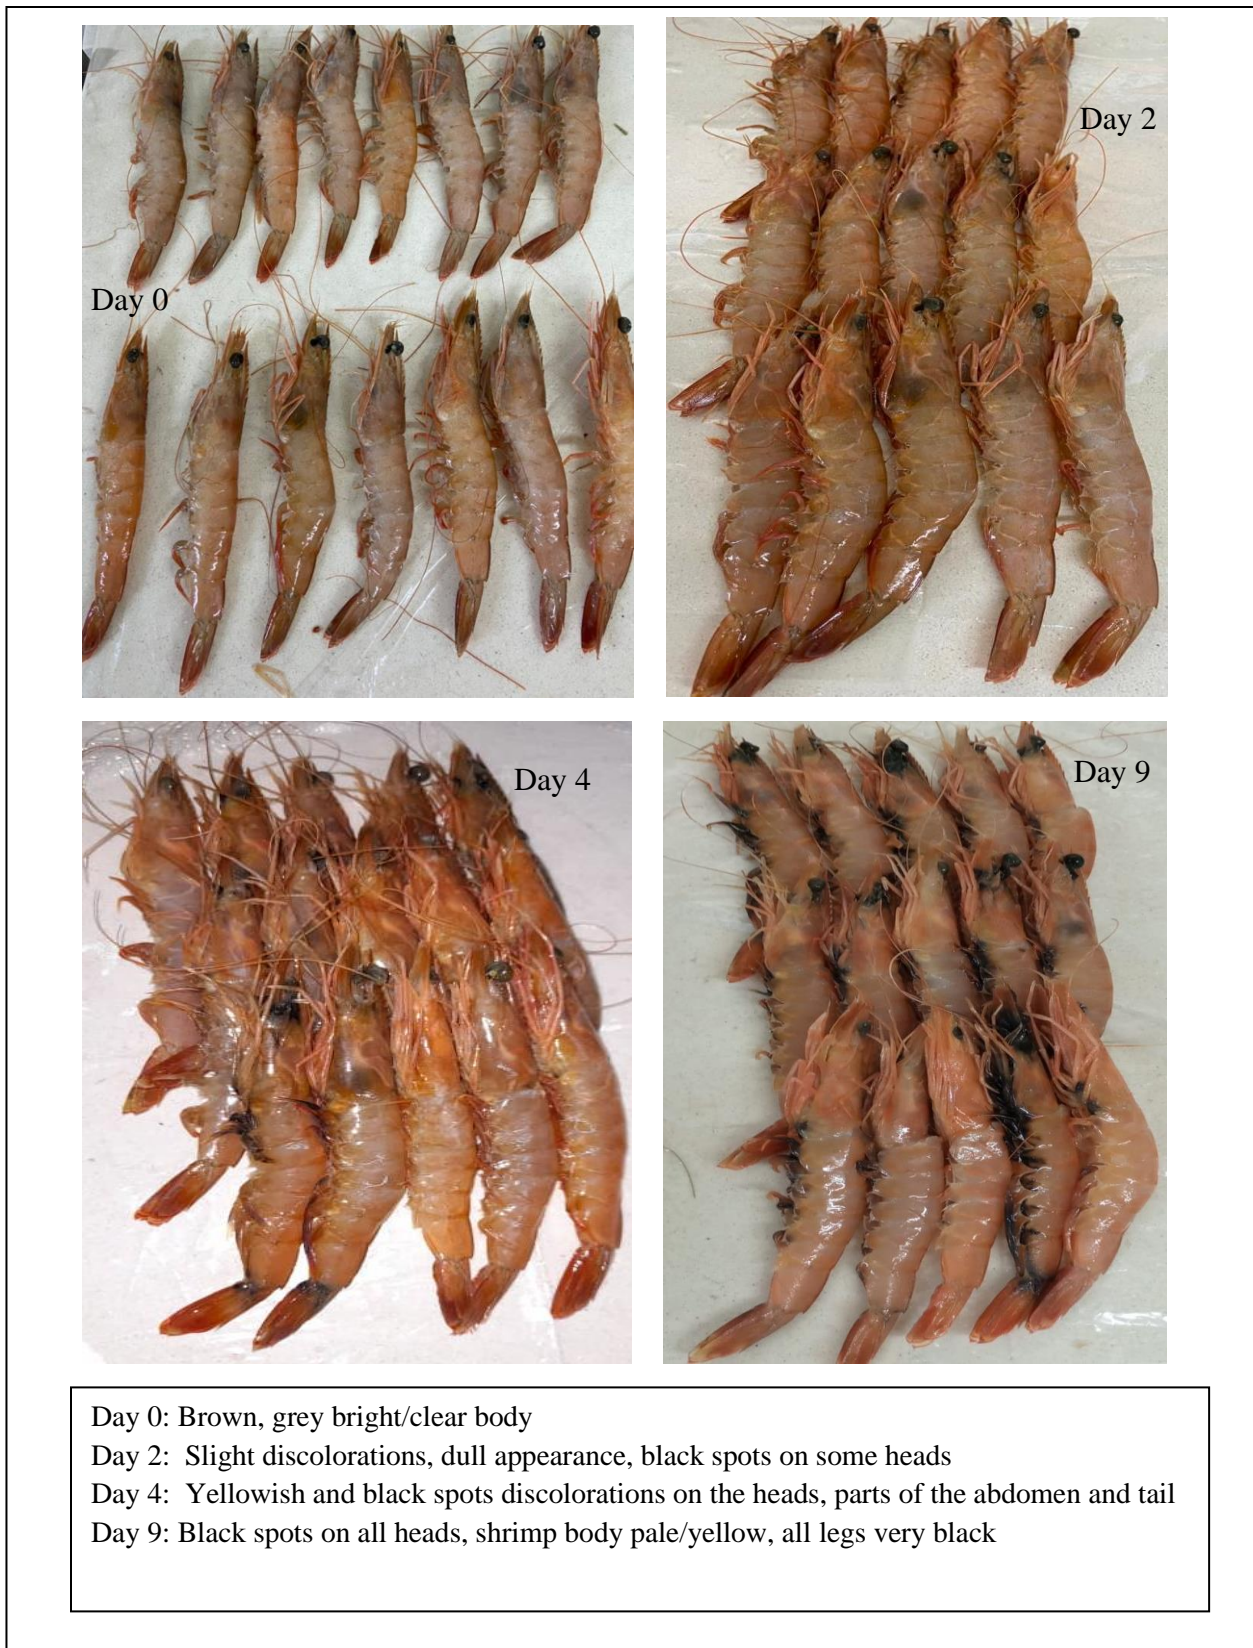 Day 0
Day 2
Day 4
Day 9
Day 0: Brown, grey bright/clear body
Day 2: Slight discolorations, dull appearance, black spots on some heads
Day 4: Yellowish and black spots discolorations on the heads, parts of the abdomen and tail
Day 9: Black spots on all heads, shrimp body pale/yellow, all legs very black